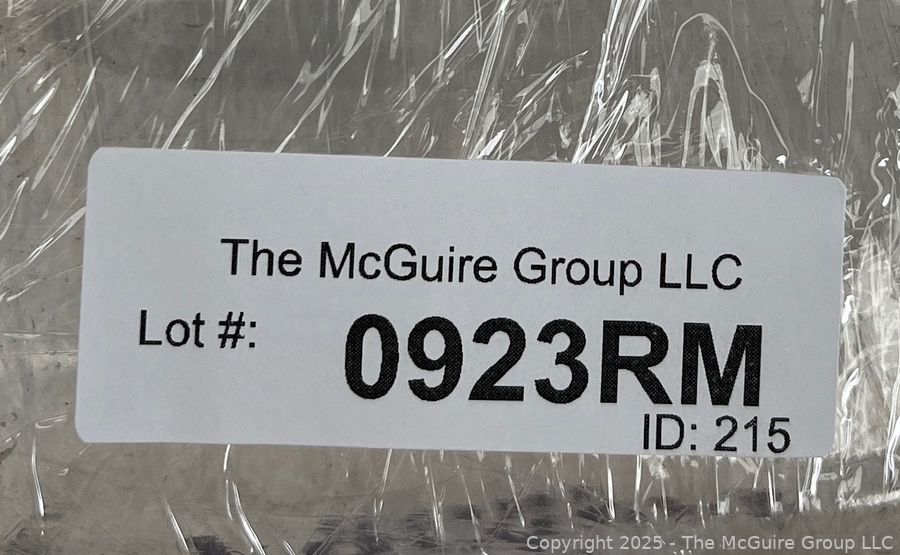 The McGuire Group LLC
Lot #: 0923RM
ID: 215
Copyright 2025 - The McGuire Group LLC